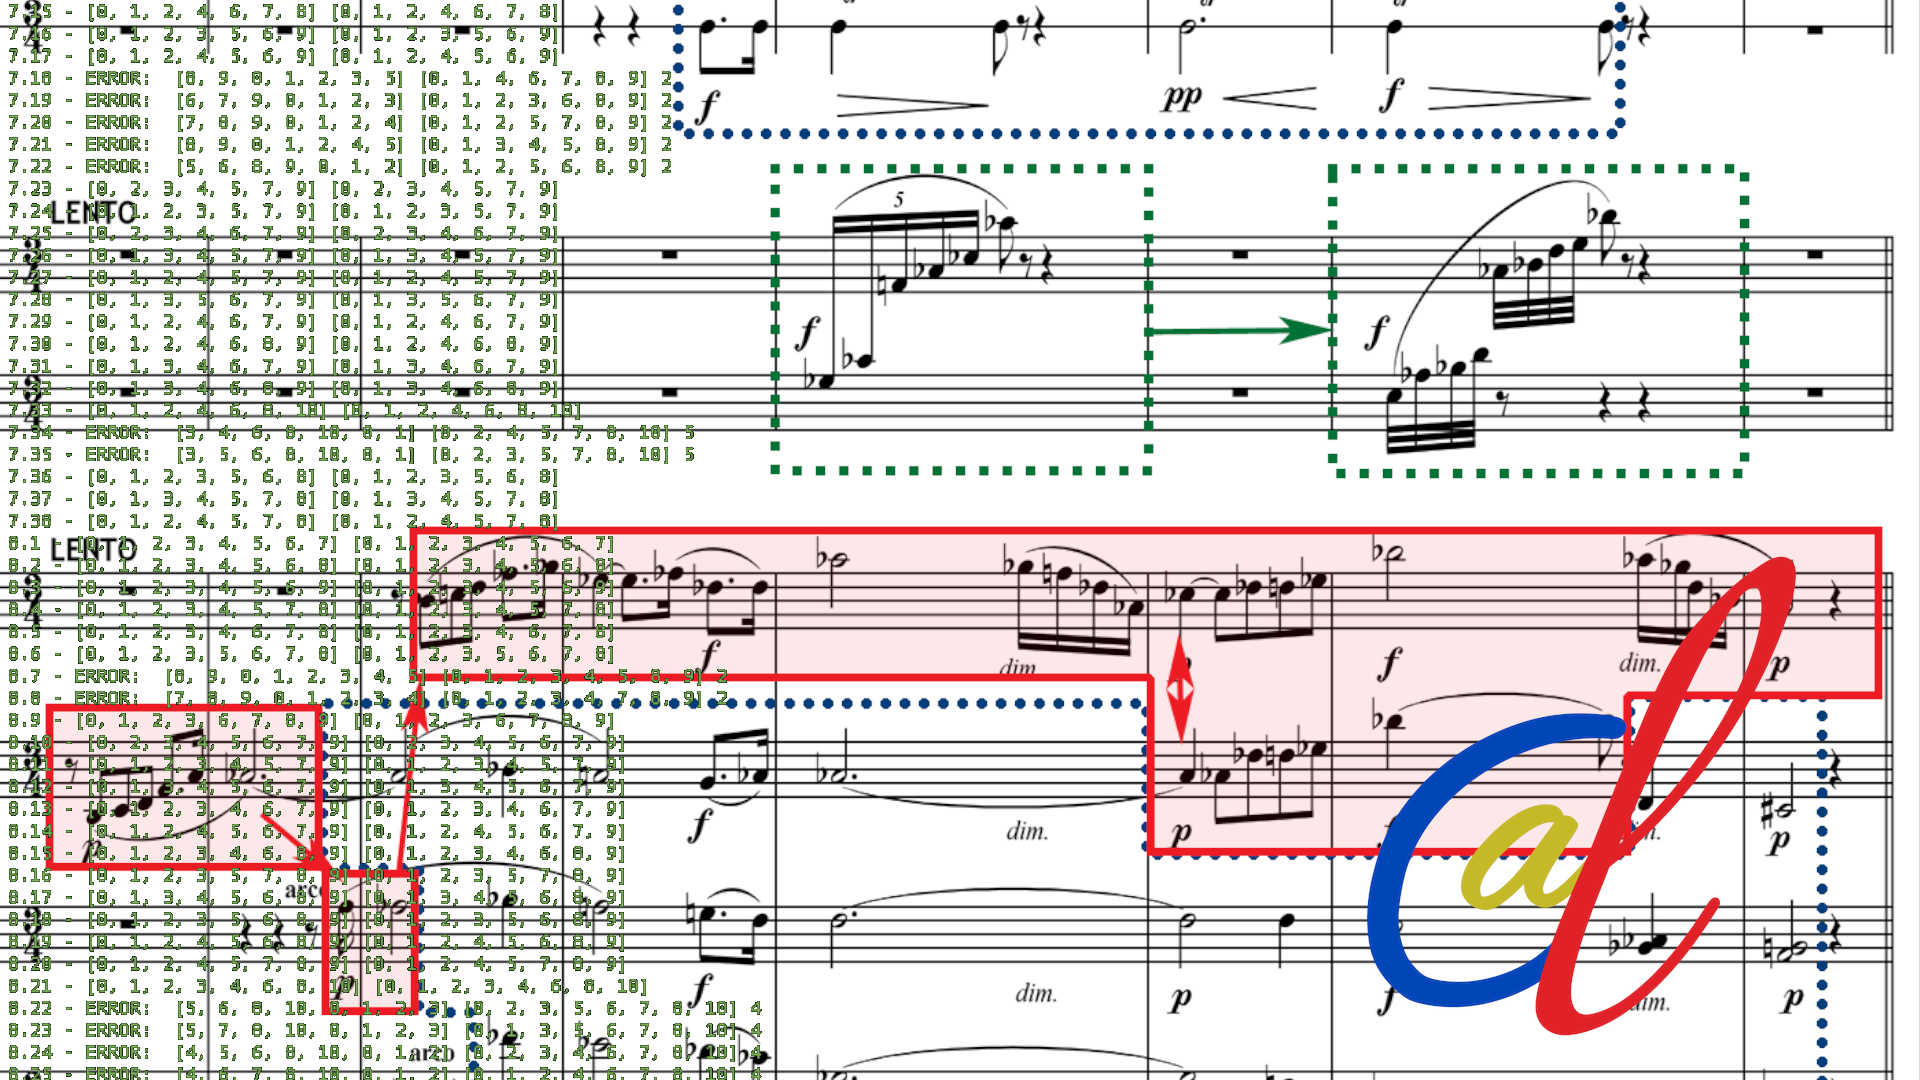 7.15 - [0, 1, 2, 4, 6, 7, 8] [0, 1, 2, 4, 6, 7, 8]
7.16 - [0, 1, 2, 3, 5, 6, 9] [0, 1, 2, 3, 5, 6, 9]
7.17 - [0, 1, 2, 4, 5, 6, 9] [0, 1, 2, 4, 5, 6, 9]
7.18 - ERROR: [8, 9, 0, 1, 2, 3, 5] [0, 1, 4, 6, 7, 8, 9] 2
7.19 - ERROR: [6, 7, 9, 0, 1, 2, 3] [0, 1, 2, 3, 6, 8, 9] 2
7.20 - ERROR: [7, 8, 9, 0, 1, 2, 4] [0, 1, 2, 5, 7, 8, 9] 2
7.21 - ERROR: [8, 9, 0, 1, 2, 4, 5] [0, 1, 3, 4, 5, 8, 9] 2
7.22 - ERROR: [5, 6, 8, 9, 0, 1, 2] [0, 1, 2, 5, 6, 8, 9] 2
7.23 - [0, 2, 3, 4, 5, 7, 9] [0, 2, 3, 4, 5, 7, 9]
7.24 - [0, 1, 2, 3, 5, 7, 9] [0, 1, 2, 3, 5, 7, 9]
7.25 - [0, 2, 3, 4, 6, 7, 9] [0, 2, 3, 4, 6, 7, 9]
7.26 - [0, 1, 3, 4, 5, 7, 9] [0, 1, 3, 4, 5, 7, 9]
7.27 - [0, 1, 2, 4, 5, 7, 9] [0, 1, 2, 4, 5, 7, 9]
7.28 - [0, 1, 3, 5, 6, 7, 9] [0, 1, 3, 5, 6, 7, 9]
7.29 - [0, 1, 2, 4, 6, 7, 9] [0, 1, 2, 4, 6, 7, 9]
7.30 - [0, 1, 2, 4, 6, 8, 9] [0, 1, 2, 4, 6, 8, 9]
7.31 - [0, 1, 3, 4, 6, 7, 9] [0, 1, 3, 4, 6, 7, 9]
7.32 - [0, 1, 3, 4, 6, 8, 9] [0, 1, 3, 4, 6, 8, 9]
7.33 - [0, 1, 2, 4, 6, 8, 10] [0, 1, 2, 4, 6, 8, 10]
7.34 - ERROR: [3, 4, 6, 8, 10, 0, 1] [0, 2, 4, 5, 7, 8, 10] 5
7.35 - ERROR: [3, 5, 6, 8, 10, 0, 1] [0, 2, 3, 5, 7, 8, 10] 5
7.36 - [0, 1, 2, 3, 5, 6, 8] [0, 1, 2, 3, 5, 6, 8]
7.37 - [0, 1, 3, 4, 5, 7, 8] [0, 1, 3, 4, 5, 7, 8]
7.38 - [0, 1, 2, 4, 5, 7, 8] [0, 1, 2, 4, 5, 7, 8]
8.1 - [0, 1, 2, 3, 4, 5, 6, 7] [0, 1, 2, 3, 4, 5, 6, 7]
8.2 - [0, 1, 2, 3, 4, 5, 6, 8] [0, 1, 2, 3, 4, 5, 6, 8]
8.3 - [0, 1, 2, 3, 4, 5, 6, 9] [0, 1, 2, 3, 4, 5, 6, 9]
8.4 - [0, 1, 2, 3, 4, 5, 7, 8] [0, 1, 2, 3, 4, 5, 7, 8]
8.5 - [0, 1, 2, 3, 4, 6, 7, 8] [0, 1, 2, 3, 4, 6, 7, 8]
8.6 - [0, 1, 2, 3, 5, 6, 7, 8] [0, 1, 2, 3, 5, 6, 7, 8]
8.7 - ERROR: [8, 9, 0, 1, 2, 3, 4, 5] [0, 1, 2, 3, 4, 5, 8, 9] 2
8.8 - ERROR: [7, 8, 9, 0, 1, 2, 3, 4] [0, 1, 2, 3, 4, 7, 8, 9] 2
8.9 - [0, 1, 2, 3, 6, 7, 8, 9] [0, 1, 2, 3, 6, 7, 8, 9]
8.10 - [0, 2, 3, 4, 5, 6, 7, 9] [0, 2, 3, 4, 5, 6, 7, 9]
8.11 - [0, 1, 2, 3, 4, 5, 7, 9] [0, 1, 2, 3, 4, 5, 7, 9]
8.12 - [0, 1, 3, 4, 5, 6, 7, 9] [0, 1, 3, 4, 5, 6, 7, 9]
8.13 - [0, 1, 2, 3, 4, 6, 7, 9] [0, 1, 2, 3, 4, 6, 7, 9]
8.14 - [0, 1, 2, 4, 5, 6, 7, 9] [0, 1, 2, 4, 5, 6, 7, 9]
8.15 - [0, 1, 2, 3, 4, 6, 8, 9] [0, 1, 2, 3, 4, 6, 8, 9]
8.16 - [0, 1, 2, 3, 5, 7, 8, 9] [0, 1, 2, 3, 5, 7, 8, 9]
8.17 - [0, 1, 3, 4, 5, 6, 8, 9] [0, 1, 3, 4, 5, 6, 8, 9]
8.18 - [0, 1, 2, 3, 5, 6, 8, 9] [0, 1, 2, 3, 5, 6, 8, 9]
8.19 - [0, 1, 2, 4, 5, 6, 8, 9] [0, 1, 2, 4, 5, 6, 8, 9]
8.20 - [0, 1, 2, 4, 5, 7, 8, 9] [0, 1, 2, 4, 5, 7, 8, 9]
8.21 - [0, 1, 2, 3, 4, 6, 8, 10] [0, 1, 2, 3, 4, 6, 8, 10]
8.22 - ERROR: [5, 6, 8, 10, 0, 1, 2, 3] [0, 2, 3, 5, 6, 7, 8, 10] 4
8.23 - ERROR: [5, 7, 8, 10, 0, 1, 2, 3] [0, 1, 3, 5, 6, 7, 8, 10] 4
8.24 - ERROR: [4, 5, 6, 8, 10, 0, 1, 2] [0, 2, 3, 4, 6, 7, 8, 10] 4
8.25 - ERROR: [4, 6, 7, 8, 10, 0, 1, 2] [0, 1, 2, 4, 6, 7, 8, 10] 4
f pp f
LENTO
3 4
5
f f
LENTO
3 4
f dim. p f dim. p
3 4
p f dim. p dim. p
arco
3 4
p f dim. p f dim. p
arco
cal